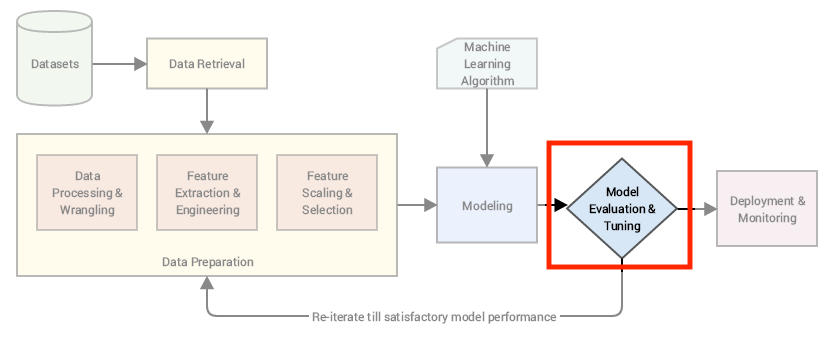 Datasets
Data Retrieval
Machine
Learning
Algorithm
Data
Processing &
Wrangling
Feature
Extraction &
Engineering
Feature
Scaling &
Selection
Data Preparation
Modeling
Model
Evaluation &
Tuning
Deployment &
Monitoring
Re-iterate till satisfactory model performance